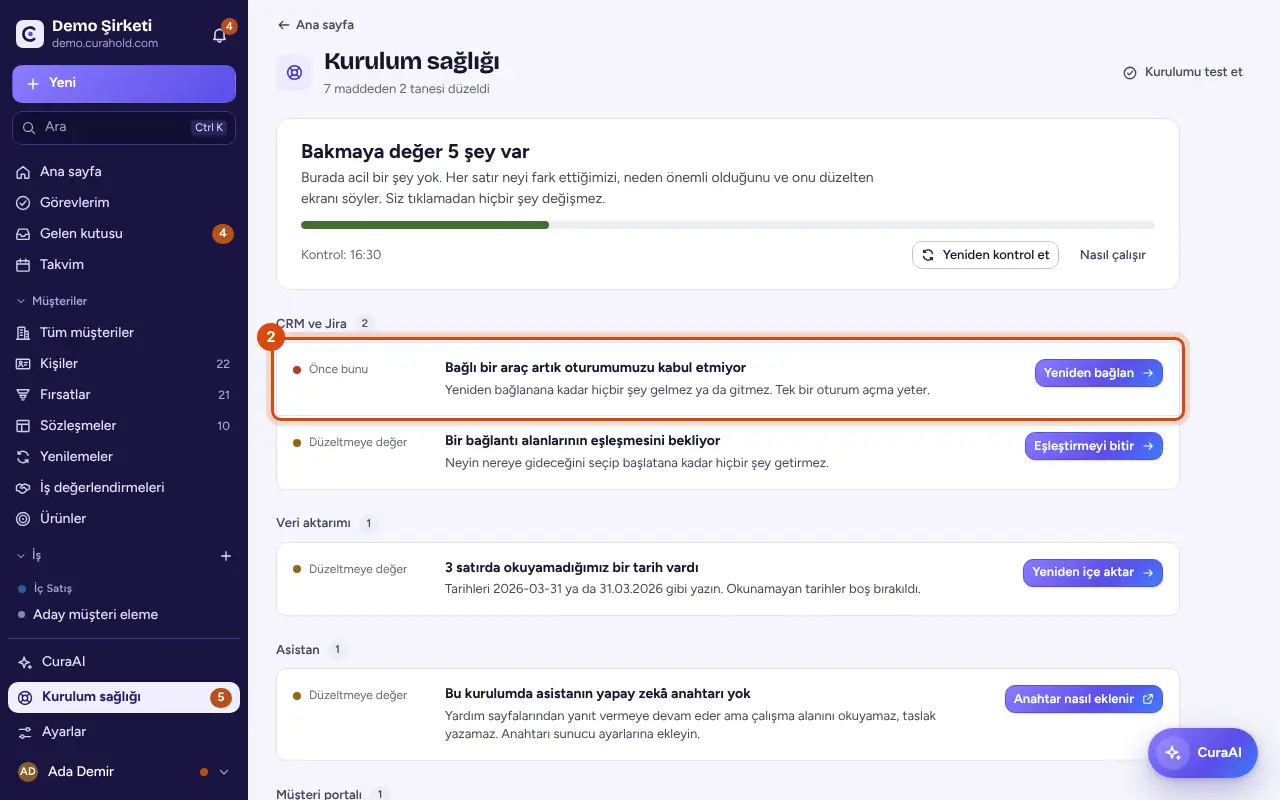 Demo Şirketi
demo.curahold.com
4
Yeni
Ara
Ctrl K
Ana sayfa
Görevlerim
Gelen kutusu
4
Takvim
Müşteriler
Tüm müşteriler
Kişiler
22
Fırsatlar
21
Sözleşmeler
10
Yenilemeler
İş değerlendirmeleri
Ürünler
İş
İç Satış
Aday müşteri eleme
CuraAI
Kurulum sağlığı
5
Ayarlar
AD
Ada Demir
Ana sayfa
Kurulum sağlığı
7 maddeden 2 tanesi düzeldi
Kurulumu test et
Bakmaya değer 5 şey var
Burada acil bir şey yok. Her satır neyi fark ettiğimizi, neden önemli olduğunu ve onu düzelten
ekranı söyler. Siz tıklamadan hiçbir şey değişmez.
Kontrol: 16:30
Yeniden kontrol et
Nasıl çalışır
CRM ve Jira
2
2
Önce bunu
Bağlı bir araç artık oturumumuzu kabul etmiyor
Yeniden bağlanana kadar hiçbir şey gelmez ya da gitmez. Tek bir oturum açma yeter.
Yeniden bağlan
Düzeltmeye değer
Bir bağlantı alanlarının eşleşmesini bekliyor
Neyin nereye gideceğini seçip başlatana kadar hiçbir şey getirmez.
Eşleştirmeyi bitir
Veri aktarımı
1
Düzeltmeye değer
3 satırda okuyamadığımız bir tarih vardı
Tarihleri 2026-03-31 ya da 31.03.2026 gibi yazın. Okunamayan tarihler boş bırakıldı.
Yeniden içe aktar
Asistan
1
Düzeltmeye değer
Bu kurulumda asistanın yapay zekâ anahtarı yok
Yardım sayfalarından yanıt vermeye devam eder ama çalışma alanını okuyamaz, taslak
yazamaz. Anahtarı sunucu ayarlarına ekleyin.
Anahtar nasıl eklenir
CuraAI
Müşteri portalı
1